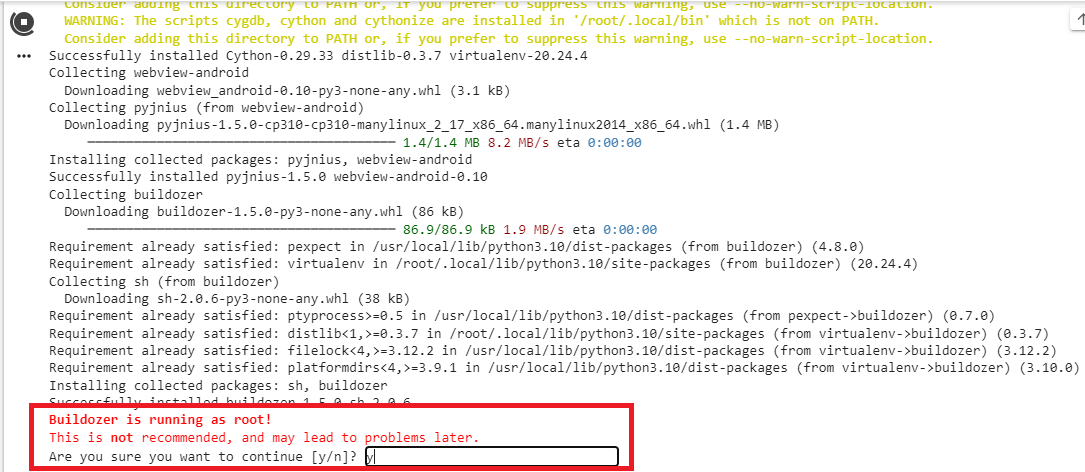 Consider adding this directory to PATH or, if you prefer to suppress this warning, use --no-warn-script-location.
WARNING: The scripts cygdb, cython and cythonize are installed in '/root/.local/bin' which is not on PATH.
Consider adding this directory to PATH or, if you prefer to suppress this warning, use --no-warn-script-location.
Successfully installed Cython-0.29.33 distlib-0.3.7 virtualenv-20.24.4
Collecting webview-android
Downloading webview_android-0.10-py3-none-any.whl (3.1 kB)
Collecting pyjnius (from webview-android)
Downloading pyjnius-1.5.0-cp310-cp310-manylinux_2_17_x86_64.manylinux2014_x86_64.whl (1.4 MB)
1.4/1.4 MB 8.2 MB/s eta 0:00:00
Installing collected packages: pyjnius, webview-android
Successfully installed pyjnius-1.5.0 webview-android-0.10
Collecting buildozer
Downloading buildozer-1.5.0-py3-none-any.whl (86 kB)
86.9/86.9 kB 1.9 MB/s eta 0:00:00
Requirement already satisfied: pexpect in /usr/local/lib/python3.10/dist-packages (from buildozer) (4.8.0)
Requirement already satisfied: virtualenv in /root/.local/lib/python3.10/site-packages (from buildozer) (20.24.4)
Collecting sh (from buildozer)
Downloading sh-2.0.6-py3-none-any.whl (38 kB)
Requirement already satisfied: ptyprocess>=0.5 in /usr/local/lib/python3.10/dist-packages (from pexpect->buildozer) (0.7.0)
Requirement already satisfied: distlib<1,>=0.3.7 in /root/.local/lib/python3.10/site-packages (from virtualenv->buildozer) (0.3.7)
Requirement already satisfied: filelock<4,>=3.12.2 in /usr/local/lib/python3.10/dist-packages (from virtualenv->buildozer) (3.12.2)
Requirement already satisfied: platformdirs<4,>=3.9.1 in /usr/local/lib/python3.10/dist-packages (from virtualenv->buildozer) (3.10.0)
Installing collected packages: sh, buildozer
Successfully installed buildozer-1.5.0 sh-2.0.6
Buildozer is running as root!
This is not recommended, and may lead to problems later.
Are you sure you want to continue [y/n]? y